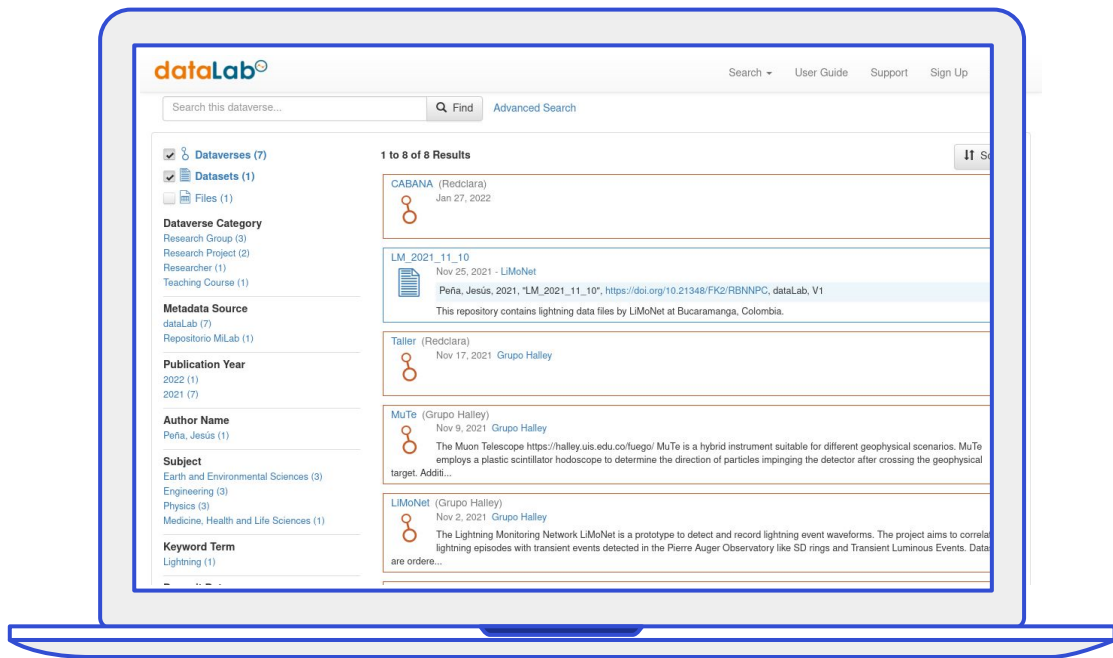 dataLab
Search User Guide Support Sign Up
Search this dataverse...
Find
Advanced Search
Dataverses (7)
Datasets (1)
Files (1)
Dataverse Category
Research Group (3)
Research Project (2)
Researcher (1)
Teaching Course (1)
Metadata Source
dataLab (7)
Repositorio MiLab (1)
Publication Year
2022 (1)
2021 (7)
Author Name
Peña, Jesús (1)
Subject
Earth and Environmental Sciences (3)
Engineering (3)
Physics (3)
Medicine, Health and Life Sciences (1)
Keyword Term
Lightning (1)
1 to 8 of 8 Results
CABANA (Redclara)
Jan 27, 2022
LM_2021_11_10
Nov 25, 2021 - LiMoNet
Peña, Jesús, 2021, "LM_2021_11_10", https://doi.org/10.21348/FK2/RBNNPC, dataLab, V1
This repository contains lightning data files by LiMoNet at Bucaramanga, Colombia.
Taller (Redclara)
Nov 17, 2021 Grupo Halley
MuTe (Grupo Halley)
Nov 9, 2021 Grupo Halley
The Muon Telescope https://halley.uis.edu.co/fuego/ MuTe is a hybrid instrument suitable for different geophysical scenarios. MuTe
employs a plastic scintillator hodoscope to determine the direction of particles impinging the detector after crossing the geophysical
target. Additi...
LiMoNet (Grupo Halley)
Nov 2, 2021 Grupo Halley
The Lightning Monitoring Network LiMoNet is a prototype to detect and record lightning event waveforms. The project aims to
lightning episodes with transient events detected in the Pierre Auger Observatory like SD rings and Transient Luminous Events.
are ordere...